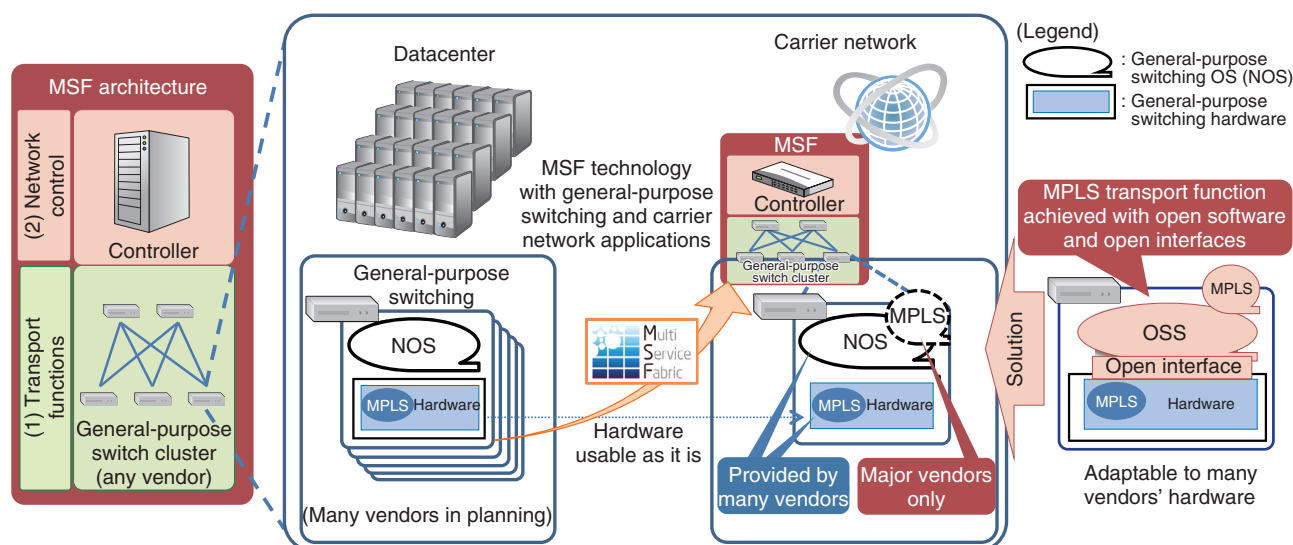 MSF architecture
(2) Network
control
Controller
(1) Transport
functions
General-purpose
switch cluster
(any vendor)
Datacenter
Carrier network
MSF technology
with general-purpose
switching and carrier
network applications
MSF
Controller
General-purpose
switch cluster
General-purpose
switching
NOS
MPLS
Hardware
(Many vendors in planning)
Multi
Service
Fabric
Hardware
usable as it is
MPLS
NOS
MPLS
Hardware
Provided by
many vendors
Major vendors
only
Solution
(Legend)
: General-purpose
switching OS (NOS)
: General-purpose
switching hardware
MPLS transport function
achieved with open software
and open interfaces
MPLS
OSS
Open interface
MPLS
Hardware
Adaptable to many
vendors’ hardware